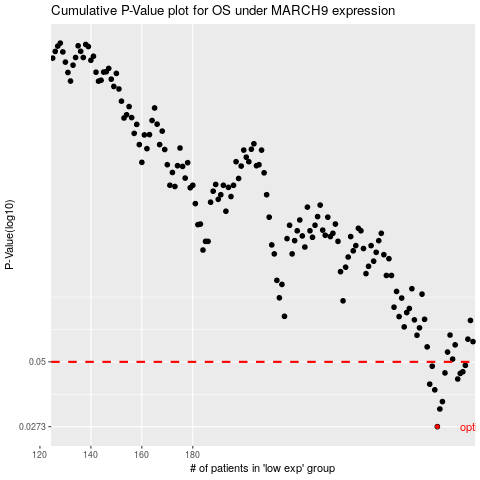 Cumulative P-Value plot for OS under MARCH9 expression
P-Value(log10)
0.05
0.0273
opti
120 140 160 180
# of patients in 'low exp' group